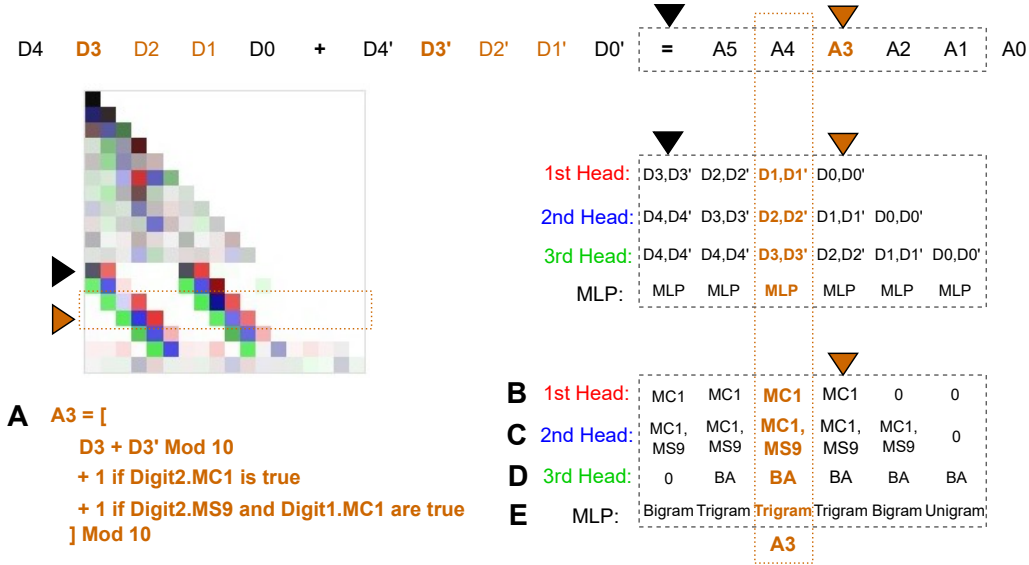 D4 D3 D2 D1 D0 + D4' D3' D2' D1' D0' = A5 A4 A3 A2 A1 A0
1st Head: D3,D3' D2,D2' D1,D1' D0,D0'
2nd Head: D4,D4' D3,D3' D2,D2' D1,D1' D0,D0'
3rd Head: D4,D4' D4,D4' D3,D3' D2,D2' D1,D1' D0,D0'
MLP: MLP MLP MLP MLP MLP MLP
B 1st Head: MC1 MC1 MC1 MC1 0 0
C 2nd Head: MC1, MS9 MC1, MS9 MC1, MS9 MC1, MS9 MC1, MS9 0
D 3rd Head: 0 BA BA BA BA BA
E MLP: Bigram Trigram Trigram Trigram Bigram Unigram
A3
A A3 = [
D3 + D3' Mod 10
+ 1 if Digit2.MC1 is true
+ 1 if Digit2.MS9 and Digit1.MC1 are true
] Mod 10